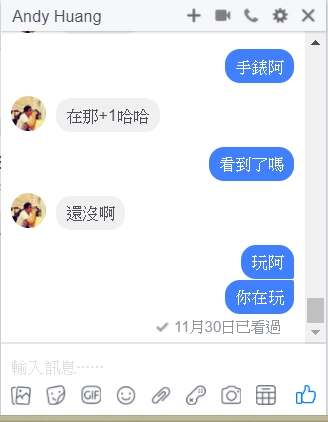 Andy Huang
手錶阿
在那+1哈哈
看到了嗎
還沒啊
玩阿
你在玩
11月30日已看過
輸入訊息⋯⋯
GIF